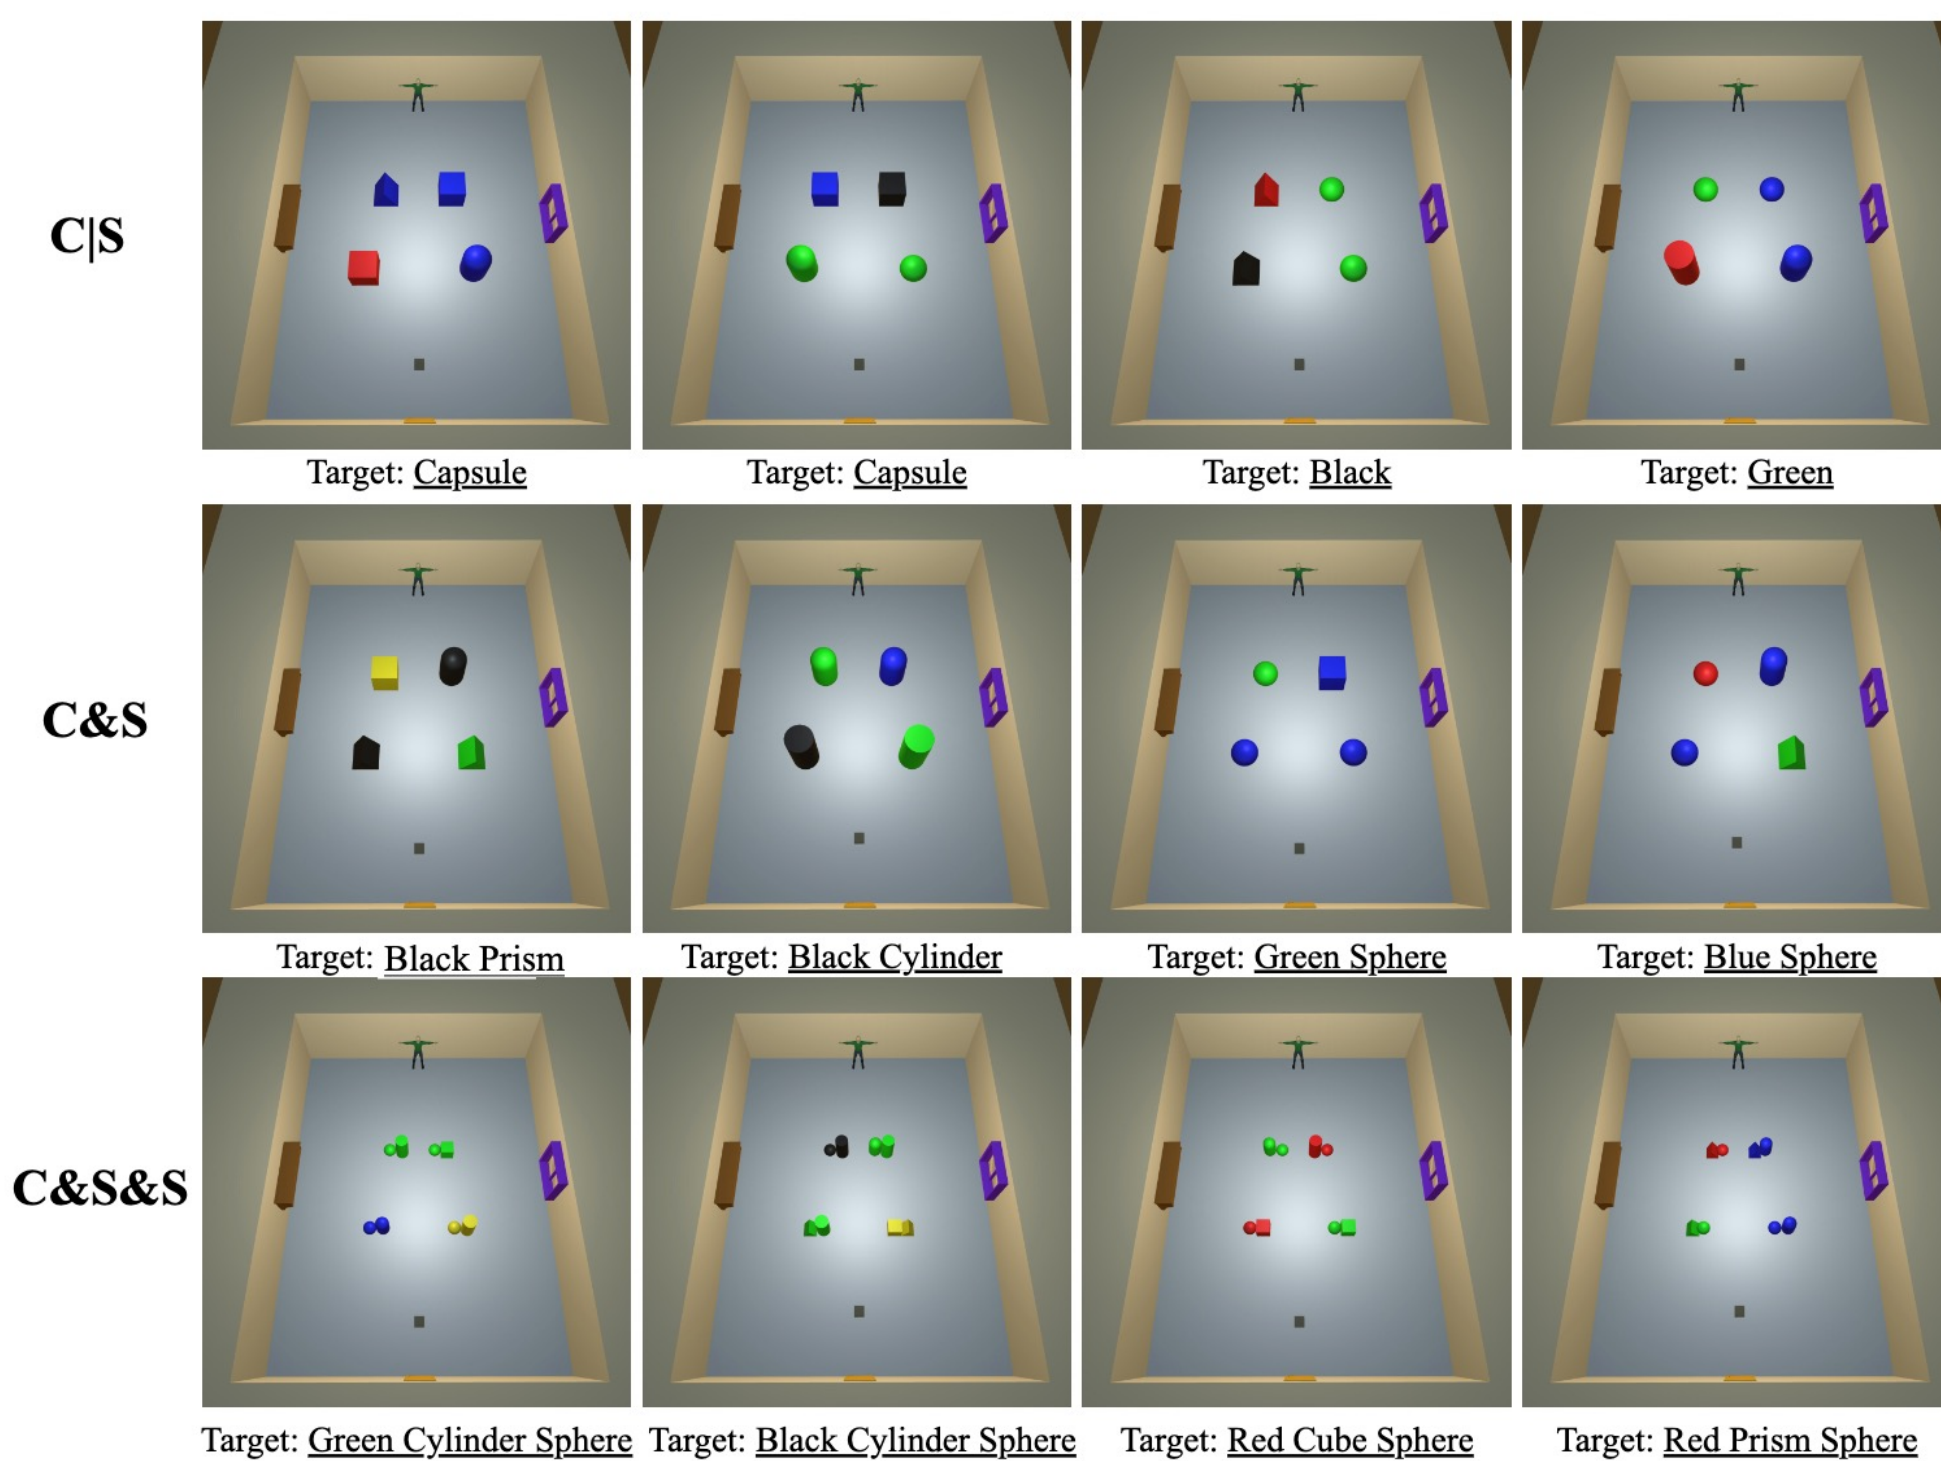 C|S
Target: Capsule
Target: Capsule
Target: Black
Target: Green
C&S
Target: Black Prism
Target: Black Cylinder
Target: Green Sphere
Target: Blue Sphere
C&S&S
Target: Green Cylinder Sphere
Target: Black Cylinder Sphere
Target: Red Cube Sphere
Target: Red Prism Sphere